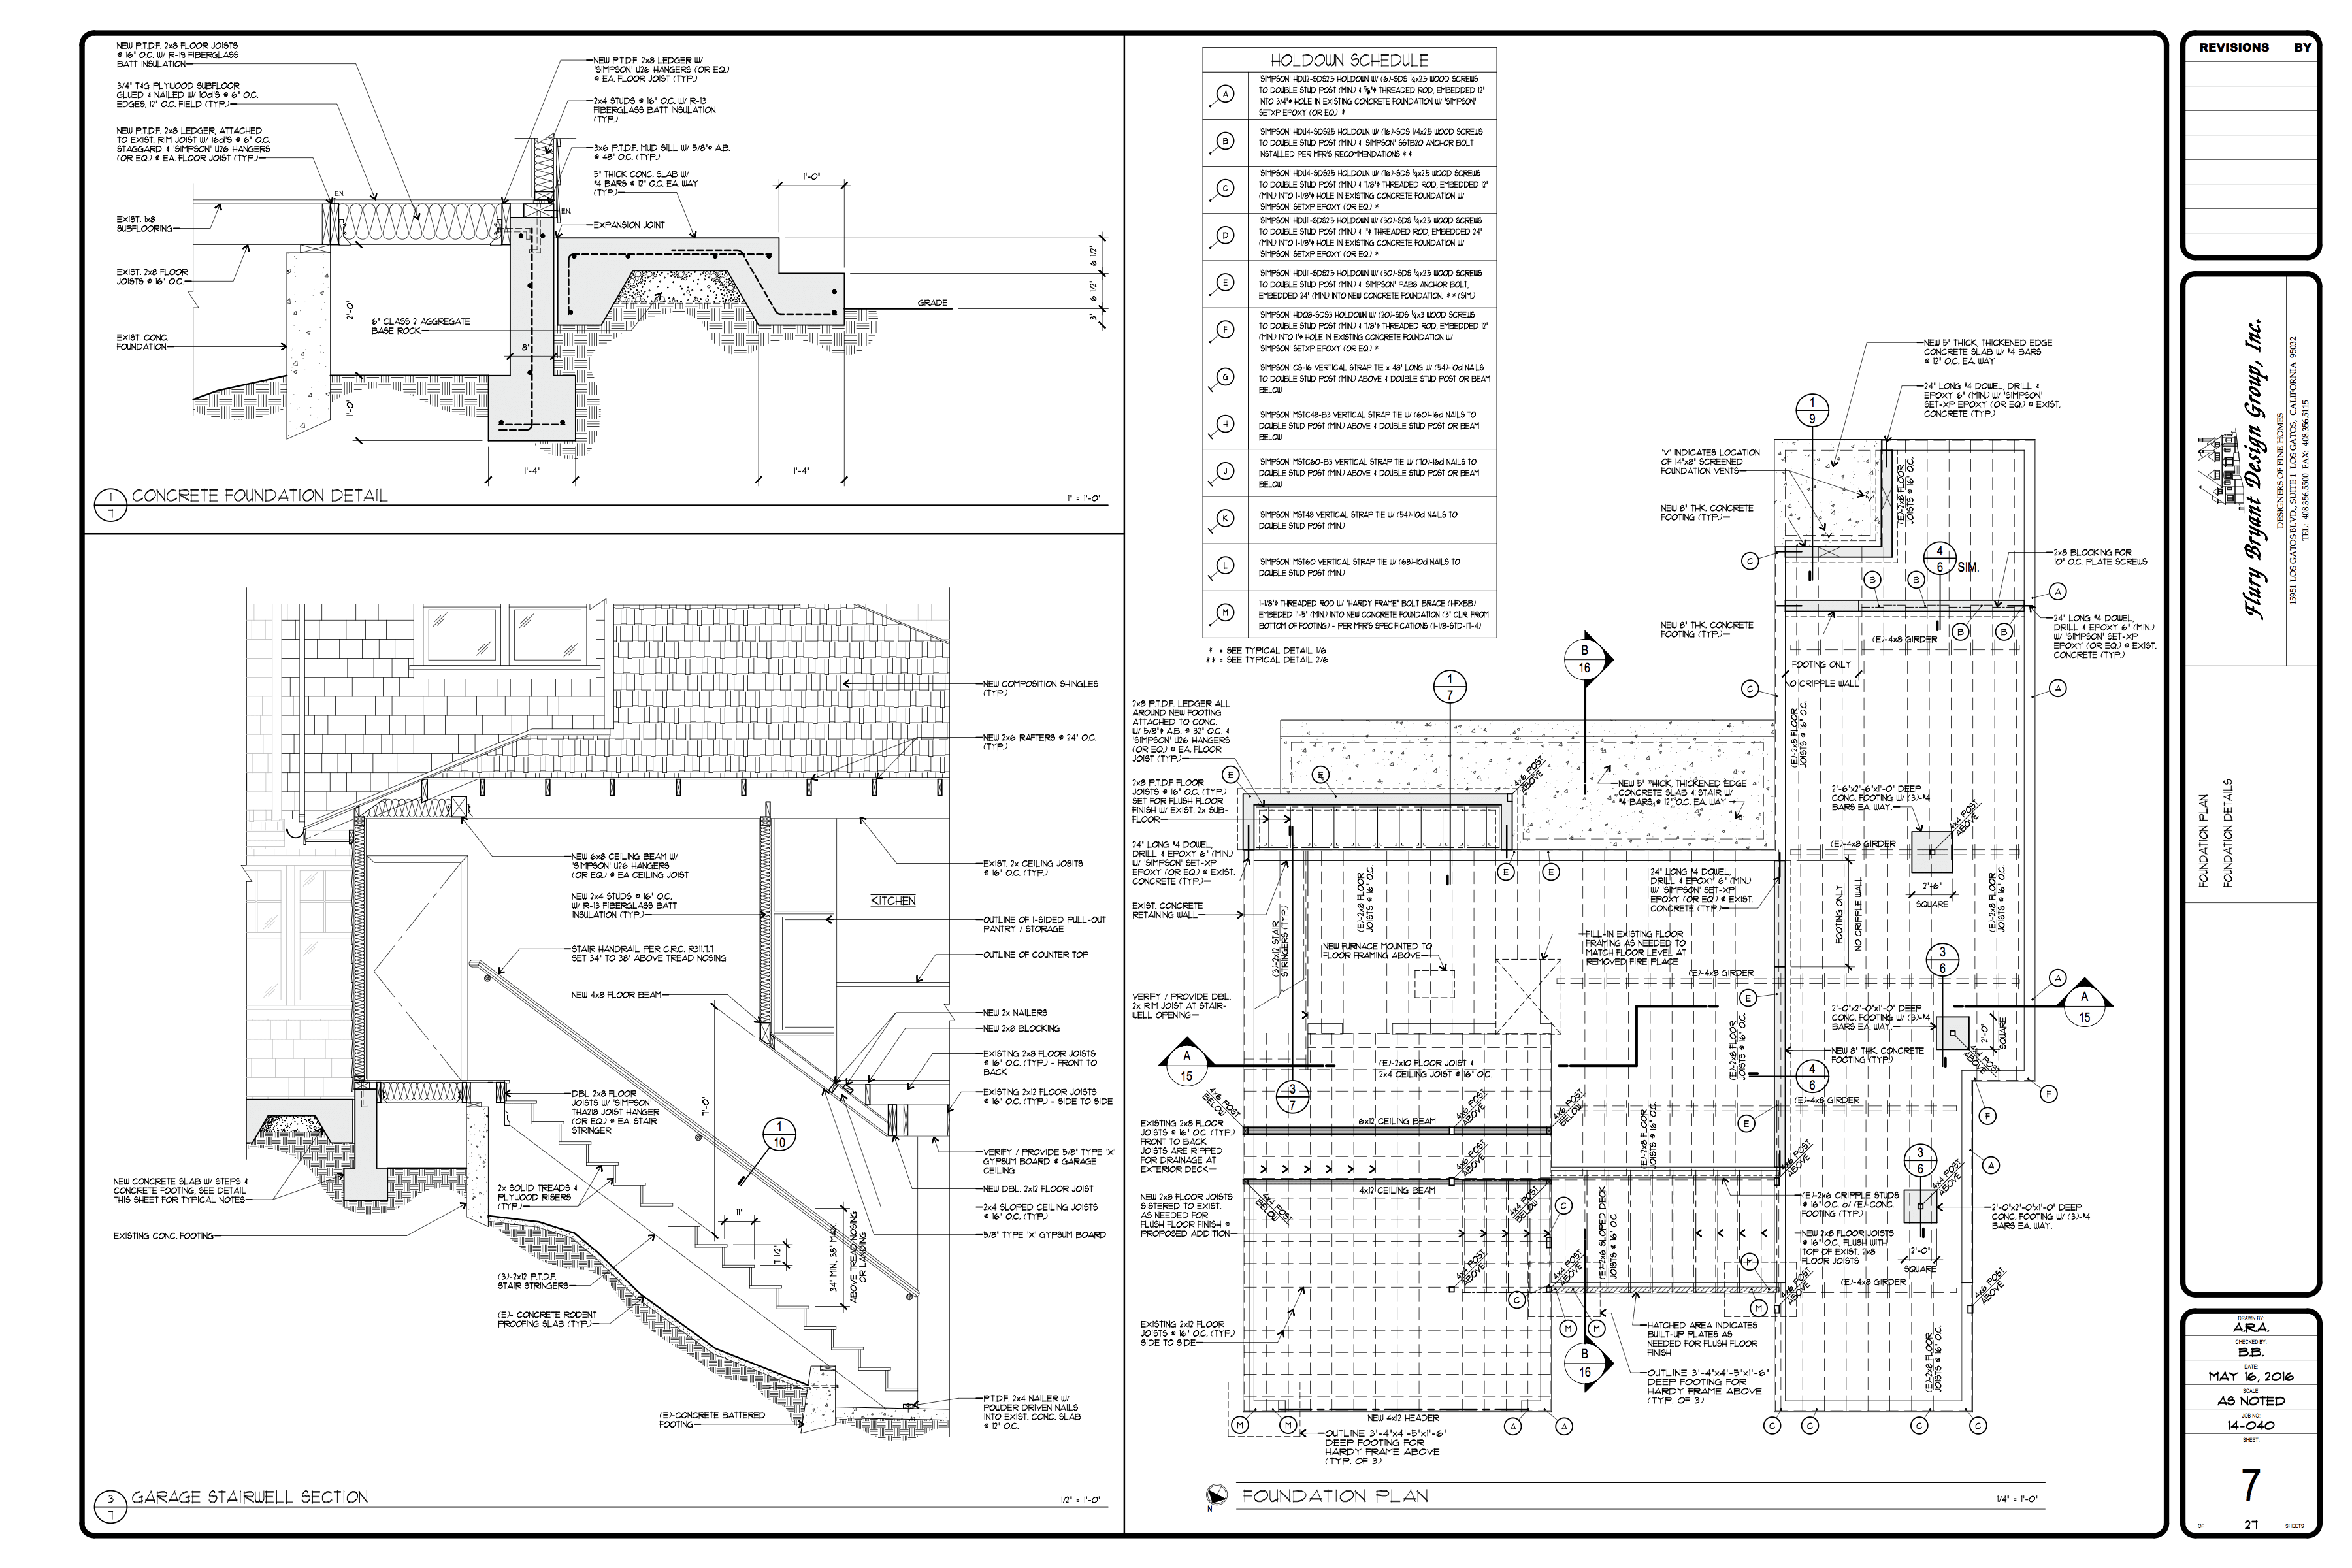 NEW P.T.D.F. 2x8 FLOOR JOISTS
@ 16" O.C. W/ R-19 FIBERGLASS
BATT INSULATION
3/4" T&G PLYWOOD SUBFLOOR
GLUED & NAILED W/ 10d'S @ 6" O.C.
EDGES, 12" O.C. FIELD (TYP.)
NEW P.T.D.F. 2x8 LEDGER, ATTACHED
TO EXIST. RIM JOIST W/ 16d'S @ 6" O.C.
STAGGARD & 'SIMPSON' U26 HANGERS
(OR EQ.) @ EA. FLOOR JOIST (TYP.)
EXIST. 1x8
SUBFLOORING
EXIST. 2x8 FLOOR
JOISTS @ 16" O.C.
EXIST. CONC.
FOUNDATION
NEW P.T.D.F. 2x8 LEDGER W/
'SIMPSON' U26 HANGERS (OR EQ.)
@ EA. FLOOR JOIST (TYP.)
2x4 STUDS @ 16" O.C. W/ R-13
FIBERGLASS BATT INSULATION
(TYP.)
3x6 P.T.D.F. MUD SILL W/ 5/8"ϕ A.B.
@ 48" O.C. (TYP.)
5" THICK CONC. SLAB W/
#4 BARS @ 12" O.C. EA. WAY
(TYP.)
E.N.
E.N.
EXPANSION JOINT
6" CLASS 2 AGGREGATE
BASE ROCK
2'-0"
1'-0"
8"
1'-4"
1'-4"
1'-0"
6 1/2"
6 1/2"
3"
GRADE
1
7
CONCRETE FOUNDATION DETAIL
1" = 1'-0"
NEW COMPOSITION SHINGLES
(TYP.)
NEW 2x6 RAFTERS @ 24" O.C.
(TYP.)
NEW 6x8 CEILING BEAM W/
'SIMPSON' U26 HANGERS
(OR EQ.) @ EA CEILING JOIST
NEW 2x4 STUDS @ 16" O.C.
W/ R-13 FIBERGLASS BATT
INSULATION (TYP.)
STAIR HANDRAIL PER C.R.C. R311.7.7
SET 34" TO 38" ABOVE TREAD NOSING
NEW 4x8 FLOOR BEAM
EXIST. 2x CEILING JOSITS
@ 16" O.C. (TYP.)
KITCHEN
OUTLINE OF 1-SIDED PULL-OUT
PANTRY / STORAGE
OUTLINE OF COUNTER TOP
NEW 2x NAILERS
NEW 2x8 BLOCKING
EXISTING 2x8 FLOOR JOISTS
@ 16" O.C. (TYP.) - FRONT TO
BACK
EXISTING 2x12 FLOOR JOINTS
@ 16" O.C. (TYP.) - SIDE TO SIDE
VERIFY / PROVIDE 5/8" TYPE 'X'
GYPSUM BOARD @ GARAGE
CEILING
NEW DBL. 2x12 FLOOR JOIST
2x4 SLOPED CEILING JOISTS
@ 16" O.C. (TYP.)
5/8" TYPE 'X' GYPSUM BOARD
DBL 2x8 FLOOR
JOISTS W/ 'SIMPSON'
THA218 JOIST HANGER
(OR EQ.) @ EA. STAIR
STRINGER
7'-0"
1
10
2x SOLID TREADS &
PLYWOOD RISERS
(TYP.)
11"
7 1/2"
34" MIN. 38" MAX.
ABOVE TREAD NOSING
OR LANDING
NEW CONCRETE SLAB W/ STEPS &
CONCRETE FOOTING, SEE DETAIL
THIS SHEET FOR TYPICAL NOTES
EXISTING CONC. FOOTING
(3)-2x12 P.T.D.F.
STAIR STRINGERS
(E)- CONCRETE RODENT
PROOFING SLAB (TYP.)
(E)-CONCRETE BATTERED
FOOTING
P.T.D.F. 2x4 NAILER W/
POWDER DRIVEN NAILS
INTO EXIST. CONC. SLAB
@ 12" O.C.
3
7
GARAGE STAIRWELL SECTION
1/2" = 1'-0"
HOLDOWN SCHEDULE
A
'SIMPSON' HDU2-SDS2.5 HOLDOWN W/ (6)-SDS ¼x2.5 WOOD SCREWS
TO DOUBLE STUD POST (MIN.) & ⅝"ϕ THREADED ROD, EMBEDDED 12"
INTO 3/4"ϕ HOLE IN EXISTING CONCRETE FOUNDATION W/ 'SIMPSON'
SETXP EPOXY (OR EQ.) *
B
'SIMPSON' HDU4-SDS2.5 HOLDOWN W/ (16)-SDS 1/4x2.5 WOOD SCREWS
TO DOUBLE STUD POST (MIN.) & 'SIMPSON' SSTB20 ANCHOR BOLT
INSTALLED PER MFR'S RECOMMENDATIONS * *
C
'SIMPSON' HDU4-SDS2.5 HOLDOWN W/ (16)-SDS ¼x2.5 WOOD SCREWS
TO DOUBLE STUD POST (MIN.) & 7/8"ϕ THREADED ROD, EMBEDDED 12"
(MIN.) INTO 1-1/8"ϕ HOLE IN EXISTING CONCRETE FOUNDATION W/
'SIMPSON' SETXP EPOXY (OR EQ.) *
D
'SIMPSON' HDU11-SDS2.5 HOLDOWN W/ (30)-SDS ¼x2.5 WOOD SCREWS
TO DOUBLE STUD POST (MIN.) & 1"ϕ THREADED ROD, EMBEDDED 24"
(MIN.) INTO 1-1/8"ϕ HOLE IN EXISTING CONCRETE FOUNDATION W/
'SIMPSON' SETXP EPOXY (OR EQ.) *
E
'SIMPSON' HDU11-SDS2.5 HOLDOWN W/ (30)-SDS ¼x2.5 WOOD SCREWS
TO DOUBLE STUD POST (MIN.) & 'SIMPSON' PAB8 ANCHOR BOLT,
EMBEDDED 24" (MIN.) INTO NEW CONCRETE FOUNDATION. * * (SIM.)
F
'SIMPSON' HDQ8-SDS3 HOLDOWN W/ (20)-SDS ¼x3 WOOD SCREWS
TO DOUBLE STUD POST (MIN.) & 7/8"ϕ THREADED ROD, EMBEDDED 12"
(MIN.) INTO 1"ϕ HOLE IN EXISTING CONCRETE FOUNDATION W/
'SIMPSON' SETXP EPOXY (OR EQ.) *
G
'SIMPSON' CS-16 VERTICAL STRAP TIE x 48" LONG W/ (54)-10d NAILS
TO DOUBLE STUD POST (MIN.) ABOVE & DOUBLE STUD POST OR BEAM
BELOW
H
'SIMPSON' MSTC48-B3 VERTICAL STRAP TIE W/ (60)-16d NAILS TO
DOUBLE STUD POST (MIN.) ABOVE & DOUBLE STUD POST OR BEAM
BELOW
J
'SIMPSON' MSTC60-B3 VERTICAL STRAP TIE W/ (70)-16d NAILS TO
DOUBLE STUD POST (MIN.) ABOVE & DOUBLE STUD POST OR BEAM
BELOW
K
'SIMPSON' MST48 VERTICAL STRAP TIE W/ (54)-10d NAILS TO
DOUBLE STUD POST (MIN.)
L
'SIMPSON' MST60 VERTICAL STRAP TIE W/ (68)-10d NAILS TO
DOUBLE STUD POST (MIN.)
M
1-1/8"ϕ THREADED ROD W/ "HARDY FRAME" BOLT BRACE (HFXBB)
EMBEDED 1'-5" (MIN.) INTO NEW CONCRETE FOUNDATION (3" CLR. FROM
BOTTOM OF FOOTING) - PER MFR'S SPECIFICATIONS (1-1/8-STD-17-4)
* = SEE TYPICAL DETAIL 1/6
* * = SEE TYPICAL DETAIL 2/6
NEW 5" THICK, THICKENED EDGE
CONCRETE SLAB W/ #4 BARS
@ 12" O.C. EA. WAY
24" LONG #4 DOWEL, DRILL &
EPOXY 6" (MIN.) W/ 'SIMPSON'
SET-XP EPOXY (OR EQ.) @ EXIST.
CONCRETE (TYP.)
1
9
'V' INDICATES LOCATION
OF 14"x8" SCREENED
FOUNDATION VENTS
NEW 8" THK. CONCRETE
FOOTING (TYP.)
(E)-2x8 FLOOR
JOISTS @ 16" O.C.
C
4
6
SIM.
B
B
2x8 BLOCKING FOR
10" O.C. PLATE SCREWS
A
NEW 8" THK. CONCRETE
FOOTING (TYP.)
B
B
24" LONG #4 DOWEL,
DRILL & EPOXY 6" (MIN.)
W/ 'SIMPSON' SET-XP
EPOXY (OR EQ.) @ EXIST.
CONCRETE (TYP.)
(E)-4x8 GIRDER
FOOTING ONLY
NO CRIPPLE WALL
C
A
B
16
1
7
2x8 P.T.D.F. LEDGER ALL
AROUND NEW FOOTING
ATTACHED TO CONC.
W/ 5/8"ϕ A.B. @ 32" O.C. &
'SIMPSON' U26 HANGERS
(OR EQ.) @ EA. FLOOR
JOIST (TYP.)
E
E
4x6 POST
ABOVE
2x8 P.T.D.F FLOOR
JOISTS @ 16" O.C. (TYP.)
SET FOR FLUSH FLOOR
FINISH W/ EXIST. 2x SUB-
FLOOR
NEW 5" THICK, THICKENED EDGE
CONCRETE SLAB & STAIR W/
#4 BARS @ 12" O.C. EA. WAY
(E)-2x8 FLOOR
JOISTS @ 16" O.C.
2'-6"x2'-6"x1'-0" DEEP
CONC. FOOTING W/ (3)-#4
BARS EA. WAY.
4x4 POST
ABOVE
(E)-4x8 GIRDER
2'-6"
SQUARE
24" LONG #4 DOWEL,
DRILL & EPOXY 6" (MIN.)
W/ 'SIMPSON' SET-XP
EPOXY (OR EQ.) @ EXIST.
CONCRETE (TYP.)
EXIST. CONCRETE
RETAINING WALL
E
E
24" LONG #4 DOWEL,
DRILL & EPOXY 6" (MIN.)
W/ 'SIMPSON' SET-XP
EPOXY (OR EQ.) @ EXIST.
CONCRETE (TYP.)
(E)-2x8 FLOOR
JOISTS @ 16" O.C.
(3)-2x12 STAIR
STRINGERS (TYP.)
FOOTING ONLY
NO CRIPPLE WALL
(E)-2x8 FLOOR
JOISTS @ 16" O.C.
NEW FURNACE MOUNTED TO
FLOOR FRAMING ABOVE
FILL-IN EXISTING FLOOR
FRAMING AS NEEDED TO
MATCH FLOOR LEVEL AT
REMOVED FIRE PLACE
(E)-4x8 GIRDER
3
6
A
A
15
VERIFY / PROVIDE DBL.
2x RIM JOIST AT STAIR-
WELL OPENING
E
2'-0"x2'-0"x1'-0" DEEP
CONC. FOOTING W/ (3)-#4
BARS EA. WAY.
2'-0"
SQUARE
4x6 POST
ABOVE
(E)-2x8 FLOOR
JOISTS @ 16" O.C.
NEW 8" THK. CONCRETE
FOOTING (TYP.)
4
6
A
15
(E)-2x10 FLOOR JOIST &
2x4 CEILING JOIST @ 16" O.C.
3
7
4x6 POST
BELOW
4x6 POST
ABOVE
4x6 POST
BELOW
(E)-4x8 GIRDER
F
F
E
6x12 CEILING BEAM
EXISTING 2x8 FLOOR
JOISTS @ 16" O.C. (TYP.)
FRONT TO BACK
JOISTS ARE RIPPED
FOR DRAINAGE AT
EXTERIOR DECK
(E)-2x8 FLOOR
JOISTS @ 16" O.C.
4x6 POST
ABOVE
4x6 POST
ABOVE
3
6
4x4 POST
ABOVE
A
4x12 CEILING BEAM
NEW 2x8 FLOOR JOISTS
SISTERED TO EXIST.
AS NEEDED FOR
FLUSH FLOOR FINISH @
PROPOSED ADDITION
4x4 POST
BELOW
4x4 POST
BELOW
C
(E)-2x6 SLOPED DECK
JOISTS @ 16" O.C.
(E)-2x6 CRIPPLE STUDS
@ 16" O.C. 6/ (E)-CONC.
FOOTING (TYP.)
2'-0"x2'-0"x1'-0" DEEP
CONC. FOOTING W/ (3)-#4
BARS EA. WAY.
NEW 2x8 FLOOR JOISTS
@ 16" O.C. FLUSH WITH
TOP OF EXIST. 2x8
FLOOR JOISTS
2'-0"
SQUARE
4x4 POST
ABOVE
4x4 POST
ABOVE
M
(E)-4x8 GIRDER
4x6 POST
ABOVE
4x6 POST
ABOVE
C
M
M
M
EXISTING 2x12 FLOOR
JOISTS @ 16" O.C. (TYP.)
SIDE TO SIDE
HATCHED AREA INDICATES
BUILT-UP PLATES AS
NEEDED FOR FLUSH FLOOR
FINISH
B
16
OUTLINE 3'-4"x4'-5"x1'-6"
DEEP FOOTING FOR
HARDY FRAME ABOVE
(TYP. OF 3)
(E)-2x8 FLOOR
JOISTS @ 16" O.C.
M
M
NEW 4x12 HEADER
A
A
C
C
C
C
OUTLINE 3'-4"x4'-5"x1'-6"
DEEP FOOTING FOR
HARDY FRAME ABOVE
(TYP. OF 3)
N
FOUNDATION PLAN
1/4" = 1'-0"
REVISIONS
BY
Flury Bryant Design Group, Inc.
DESIGNERS OF FINE HOMES
15951 LOS GATOS BLVD., SUITE 1 LOS GATOS, CALIFORNIA 95032
TEL.: 408.356.5500 FAX: 408.356.5115
FOUNDATION PLAN
FOUNDATION DETAILS
DRAWN BY:
A.R.A.
CHECKED BY:
B.B.
DATE:
MAY 16, 2016
SCALE:
AS NOTED
JOB NO:
14-040
SHEET:
7
OF
27
SHEETS